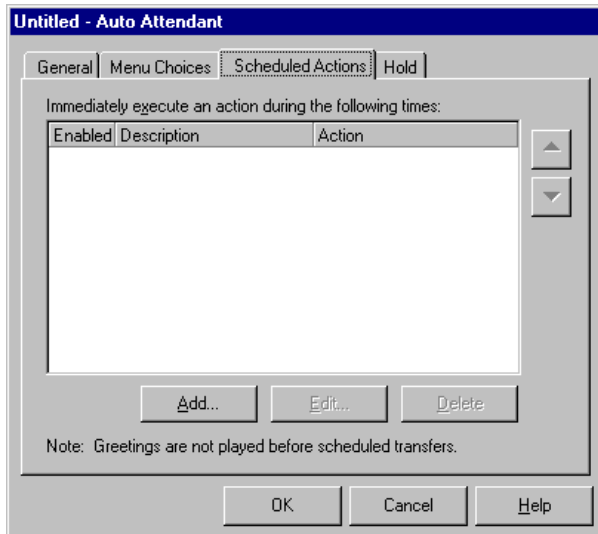 Untitled - Auto Attendant
General Menu Choices Scheduled Actions Hold
Immediately execute an action during the following times:
Enabled Description Action
Add... Edit... Delete
Note: Greetings are not played before scheduled transfers.
OK Cancel Help